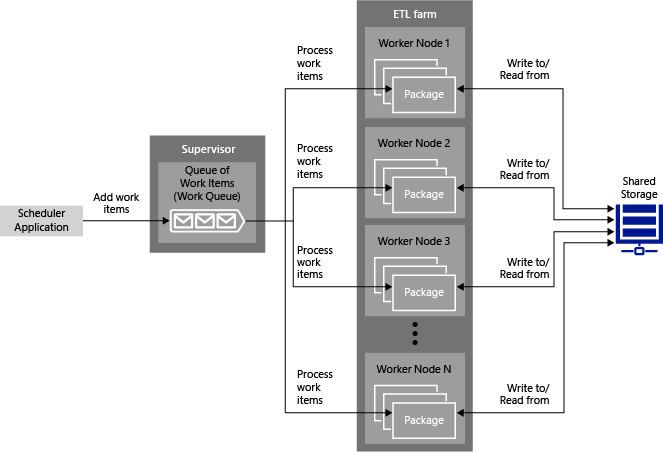 ETL farm
Worker Node 1
Package
Process
work
items
Write to/
Read from
Supervisor
Queue of
Work Items
(Work Queue)
Add work
items
Scheduler
Application
Process
work
items
Worker Node 2
Package
Write to/
Read from
Shared
Storage
Process
work
items
Worker Node 3
Package
Write to/
Read from
Process
work
items
Worker Node N
Package
Write to/
Read from